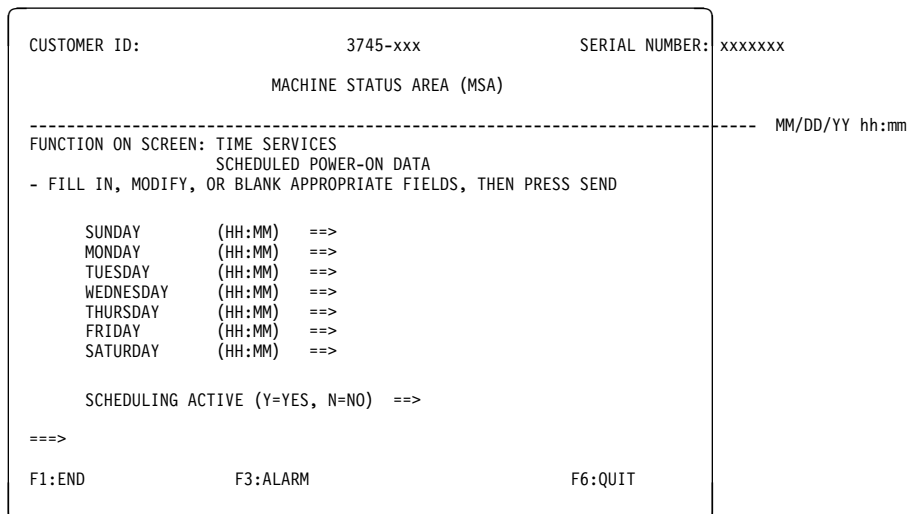 CUSTOMER ID: 3745-xxx SERIAL NUMBER: xxxxxxx
MACHINE STATUS AREA (MSA)
------------------------------------------------------------------------------ MM/DD/YY hh:mm
FUNCTION ON SCREEN: TIME SERVICES
SCHEDULED POWER-ON DATA
- FILL IN, MODIFY, OR BLANK APPROPRIATE FIELDS, THEN PRESS SEND
SUNDAY (HH:MM) ==>
MONDAY (HH:MM) ==>
TUESDAY (HH:MM) ==>
WEDNESDAY (HH:MM) ==>
THURSDAY (HH:MM) ==>
FRIDAY (HH:MM) ==>
SATURDAY (HH:MM) ==>
SCHEDULING ACTIVE (Y=YES, N=NO) ==>
===>
F1:END F3:ALARM F6:QUIT